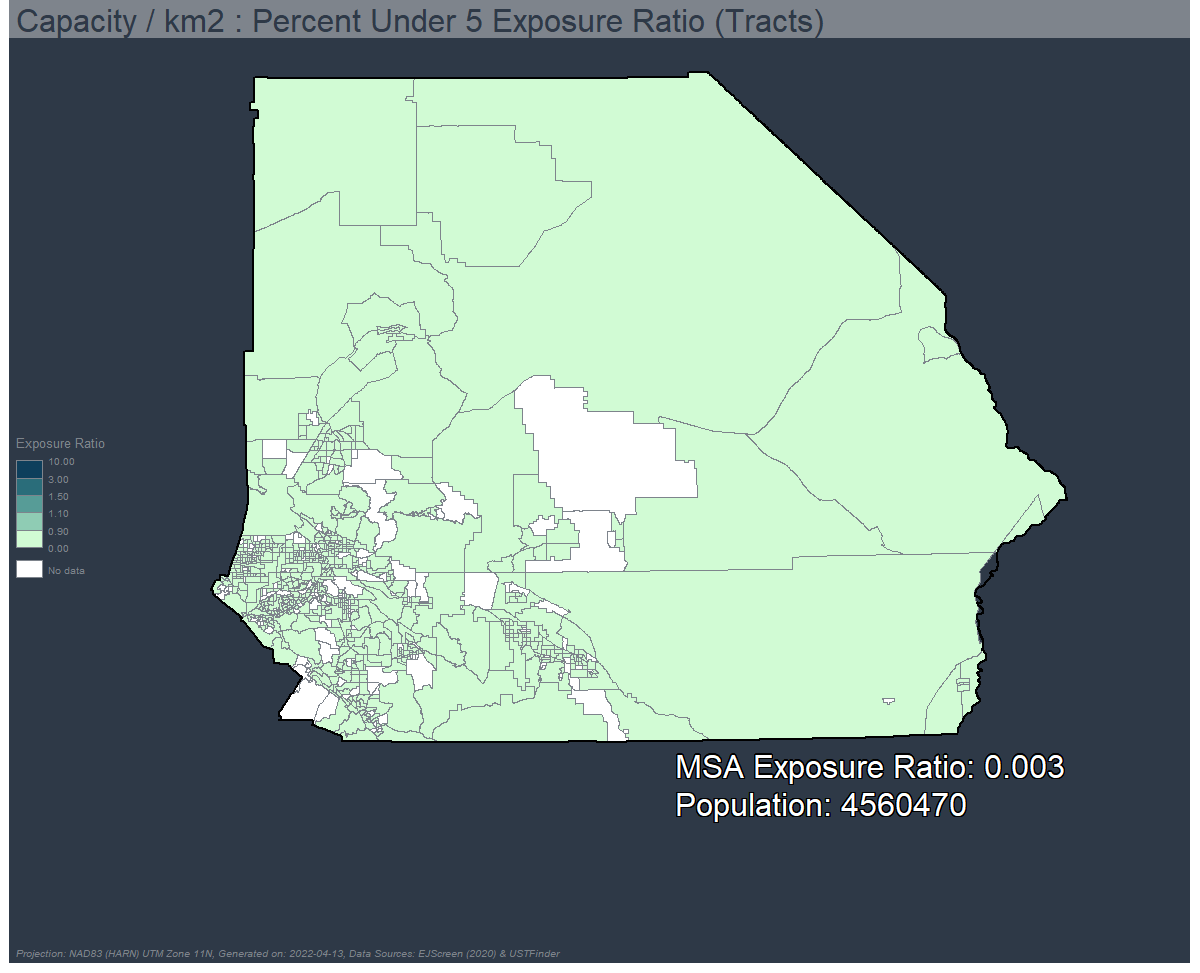 Capacity / km2 : Percent Under 5 Exposure Ratio (Tracts)
Exposure Ratio
10.00
3.00
1.50
1.10
0.90
0.00
No data
MSA Exposure Ratio: 0.003
Population: 4560470
Projection: NAD83 (HARN) UTM Zone 11N, Generated on: 2022-04-13, Data Sources: EJScreen (2020) & USTFinder